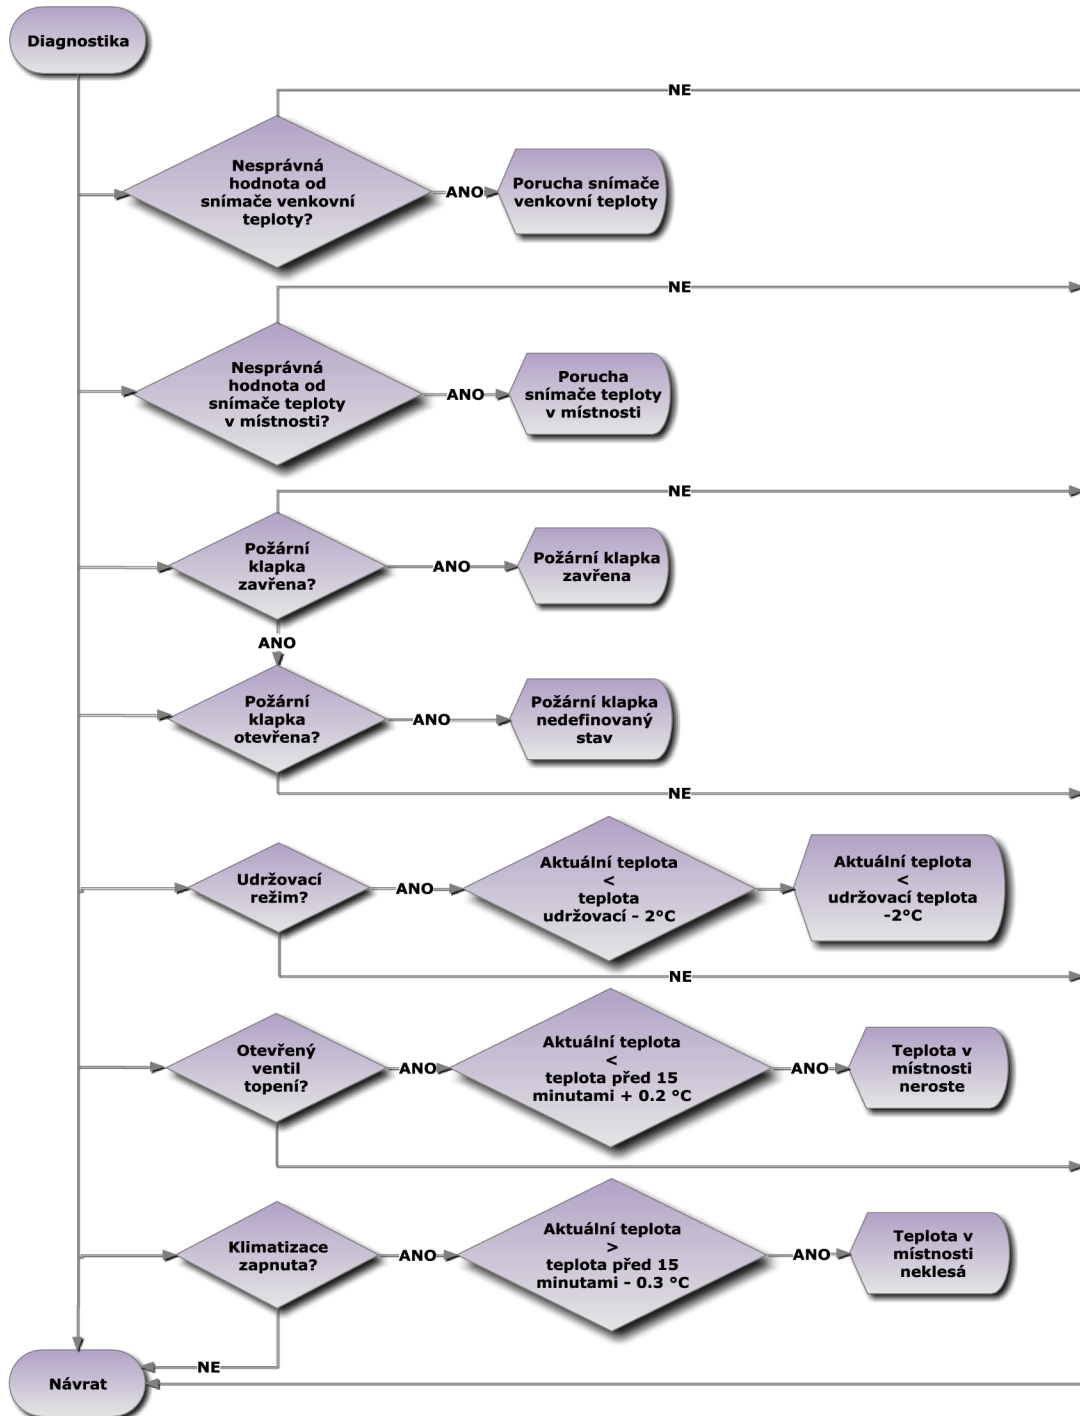 Diagnostika
NE
Nesprávná
hodnota od
snímače venkovní
teploty?
ANO
Porucha snímače
venkovní teploty
NE
Nesprávná
hodnota od
snímače teploty
v místnosti?
ANO
Porucha
snímače teploty
v místnosti
NE
Požární
klapka
zavřena?
ANO
Požární klapka
zavřena
ANO
Požární
klapka
otevřena?
ANO
Požární klapka
nedefinovaný
stav
NE
Udržovací
režim?
ANO
Aktuální teplota
<
teplota
udržovací - 2°C
Aktuální teplota
<
udržovací teplota
-2°C
NE
Otevřený
ventil
topení?
ANO
Aktuální teplota
<
teplota před 15
minutami + 0.2 °C
ANO
Teplota v
místnosti
neroste
Klimatizace
zapnuta?
ANO
Aktuální teplota
>
teplota před 15
minutami - 0.3 °C
ANO
Teplota v
místnosti
neklesá
NE
Návrat